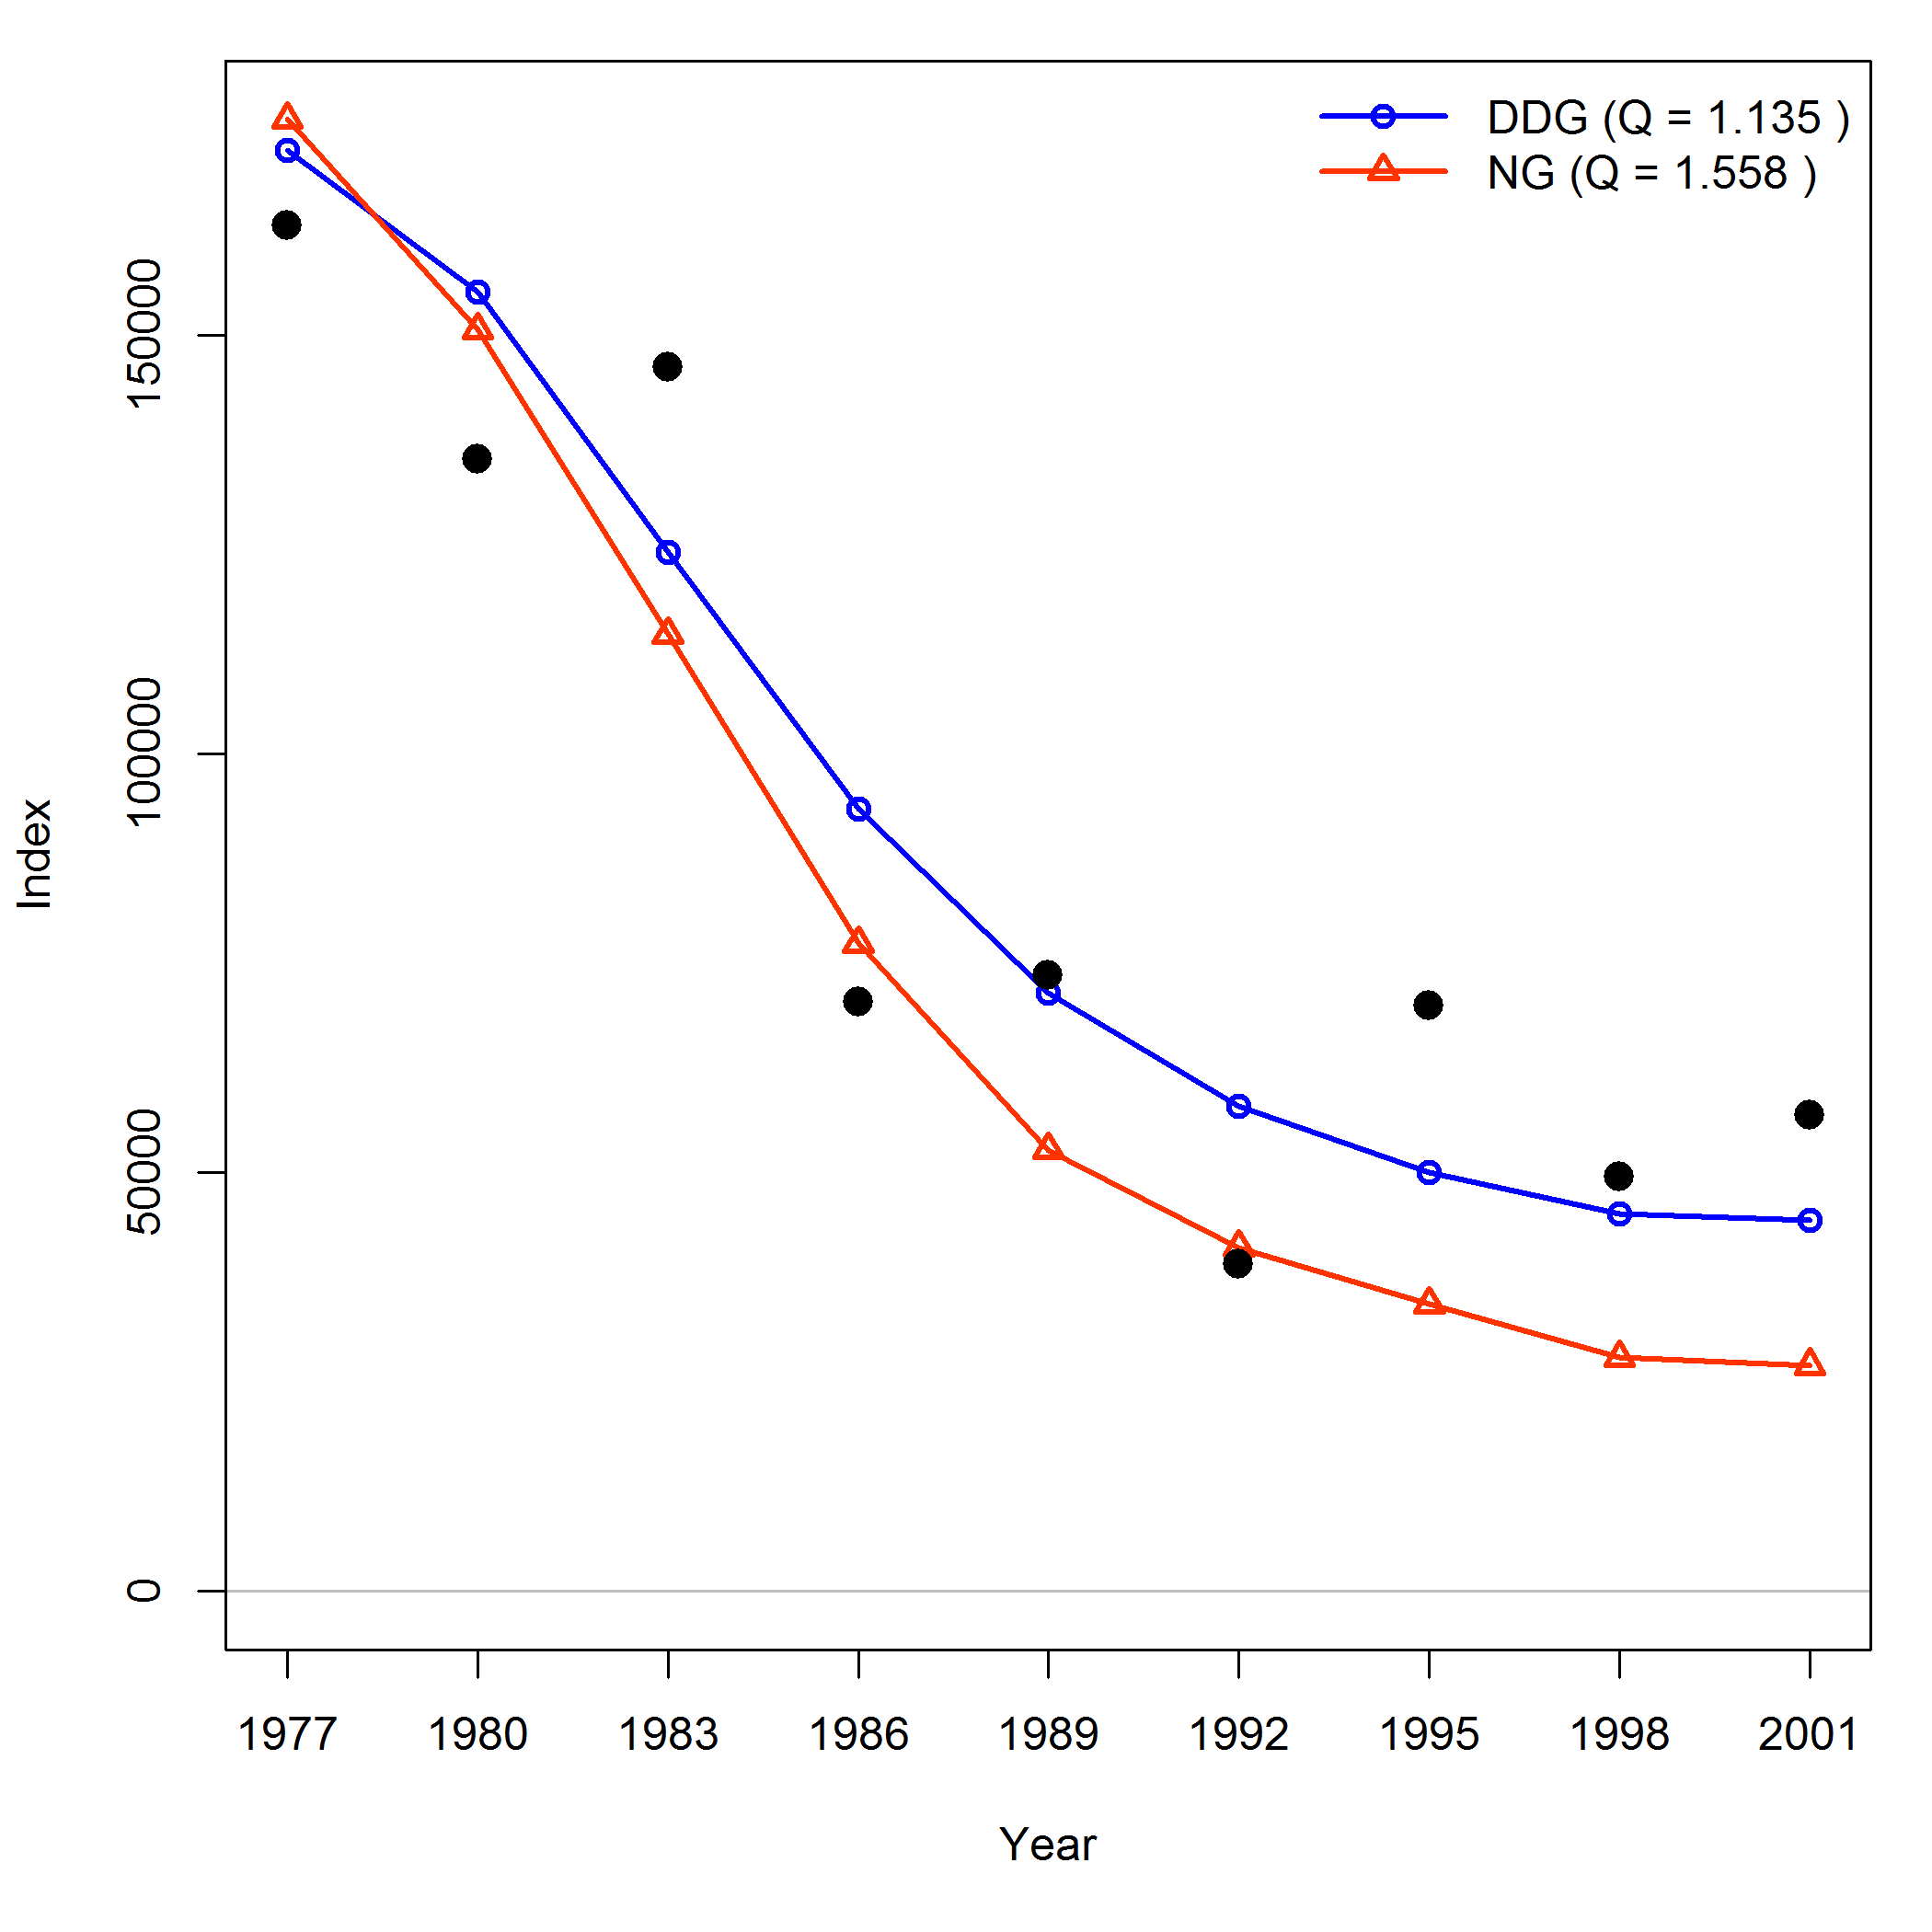 DDG (Q = 1.135 )
NG (Q = 1.558 )
150000
100000
50000
0
Index
1977 1980 1983 1986 1989 1992 1995 1998 2001
Year